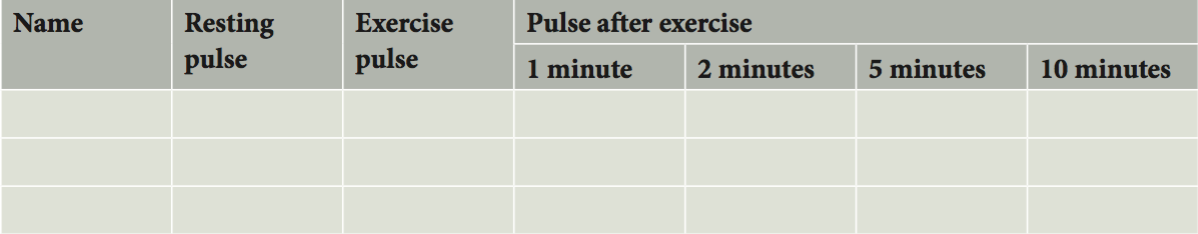 Name
Resting
pulse
Exercise
pulse
Pulse after exercise
1 minute
2 minutes
5 minutes
10 minutes